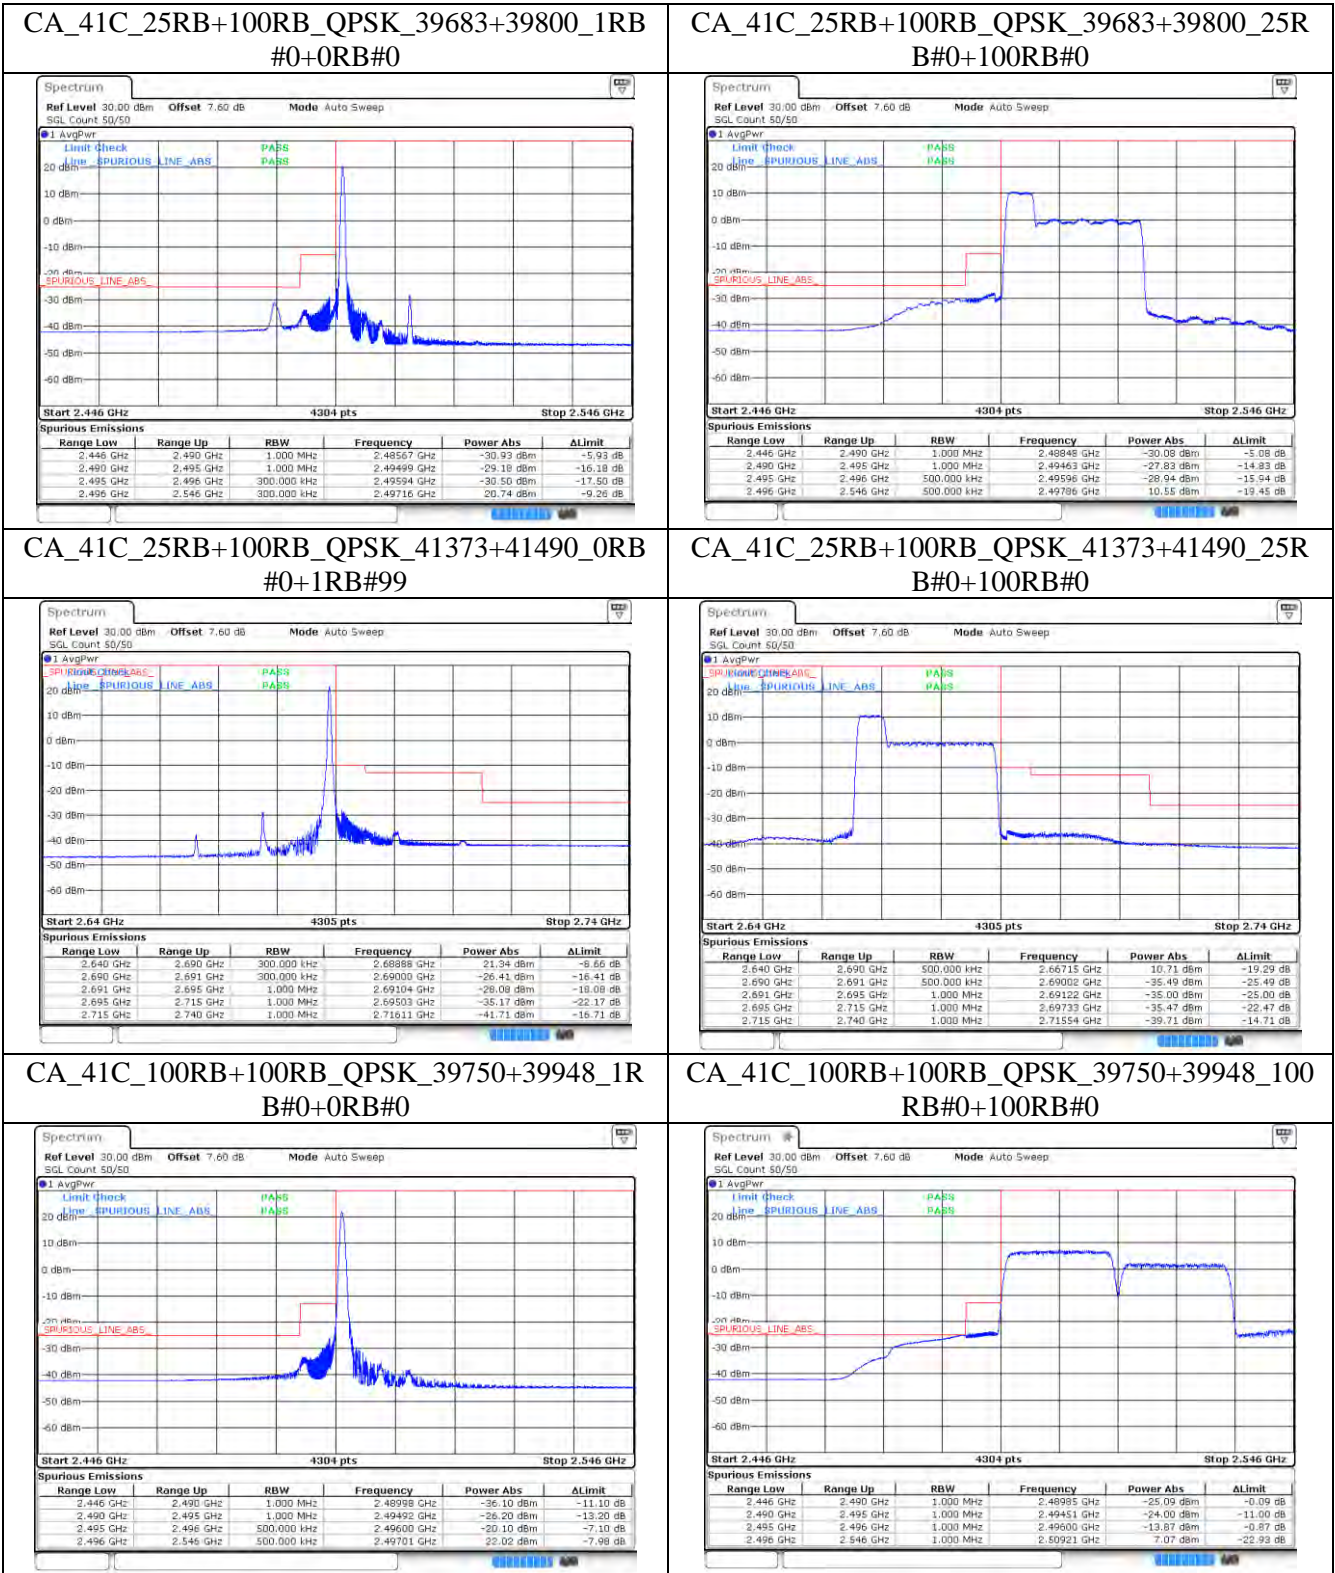 CA_41C_25RB+100RB_QPSK_39683+39800_1RB
#0+0RB#0
Spectrum
Ref Level 30.00 dBm Offset 7.60 dB Mode Auto Sweep
SGL Count 50/50
1 AvgPwr
Limit Check PASS
Line _SPURIOUS_LINE_ABS_ PASS
20 dBm
10 dBm
0 dBm
-10 dBm
-20 dBm
_SPURIOUS_LINE_ABS_
-30 dBm
-40 dBm
-50 dBm
-60 dBm
Start 2.446 GHz 4304 pts Stop 2.546 GHz
Spurious Emissions
Range Low Range Up RBW Frequency Power Abs ΔLimit
2.446 GHz 2.490 GHz 1.000 MHz 2.48567 GHz -30.93 dBm -5.93 dB
2.490 GHz 2.495 GHz 1.000 MHz 2.49499 GHz -29.18 dBm -16.18 dB
2.495 GHz 2.496 GHz 300.000 kHz 2.49594 GHz -30.50 dBm -17.50 dB
2.496 GHz 2.546 GHz 300.000 kHz 2.49716 GHz 20.74 dBm -9.26 dB
CA_41C_25RB+100RB_QPSK_39683+39800_25R
B#0+100RB#0
Spectrum
Ref Level 30.00 dBm Offset 7.60 dB Mode Auto Sweep
SGL Count 50/50
1 AvgPwr
Limit Check PASS
Line _SPURIOUS_LINE_ABS_ PASS
20 dBm
10 dBm
0 dBm
-10 dBm
-20 dBm
_SPURIOUS_LINE_ABS_
-30 dBm
-40 dBm
-50 dBm
-60 dBm
Start 2.446 GHz 4304 pts Stop 2.546 GHz
Spurious Emissions
Range Low Range Up RBW Frequency Power Abs ΔLimit
2.446 GHz 2.490 GHz 1.000 MHz 2.48848 GHz -30.08 dBm -5.08 dB
2.490 GHz 2.495 GHz 1.000 MHz 2.49463 GHz -27.83 dBm -14.83 dB
2.495 GHz 2.496 GHz 500.000 kHz 2.49596 GHz -28.94 dBm -15.94 dB
2.496 GHz 2.546 GHz 500.000 kHz 2.49786 GHz 10.55 dBm -19.45 dB
CA_41C_25RB+100RB_QPSK_41373+41490_0RB
#0+1RB#99
Spectrum
Ref Level 30.00 dBm Offset 7.60 dB Mode Auto Sweep
SGL Count 50/50
1 AvgPwr
PASS
Line _SPURIOUS_LINE_ABS_ PASS
20 dBm
10 dBm
0 dBm
-10 dBm
-20 dBm
-30 dBm
-40 dBm
-50 dBm
-60 dBm
Start 2.64 GHz 4305 pts Stop 2.74 GHz
Spurious Emissions
Range Low Range Up RBW Frequency Power Abs ΔLimit
2.640 GHz 2.690 GHz 300.000 kHz 2.68888 GHz 21.34 dBm -8.66 dB
2.690 GHz 2.691 GHz 300.000 kHz 2.69000 GHz -26.41 dBm -16.41 dB
2.691 GHz 2.695 GHz 1.000 MHz 2.69104 GHz -28.08 dBm -18.08 dB
2.695 GHz 2.715 GHz 1.000 MHz 2.69503 GHz -35.17 dBm -22.17 dB
2.715 GHz 2.740 GHz 1.000 MHz 2.71611 GHz -41.71 dBm -16.71 dB
CA_41C_25RB+100RB_QPSK_41373+41490_25R
B#0+100RB#0
Spectrum
Ref Level 30.00 dBm Offset 7.60 dB Mode Auto Sweep
SGL Count 50/50
1 AvgPwr
PASS
Line _SPURIOUS_LINE_ABS_ PASS
20 dBm
10 dBm
0 dBm
-10 dBm
-20 dBm
-30 dBm
-40 dBm
-50 dBm
-60 dBm
Start 2.64 GHz 4305 pts Stop 2.74 GHz
Spurious Emissions
Range Low Range Up RBW Frequency Power Abs ΔLimit
2.640 GHz 2.690 GHz 500.000 kHz 2.66715 GHz 10.71 dBm -19.29 dB
2.690 GHz 2.691 GHz 500.000 kHz 2.69002 GHz -35.49 dBm -25.49 dB
2.691 GHz 2.695 GHz 1.000 MHz 2.69122 GHz -35.00 dBm -25.00 dB
2.695 GHz 2.715 GHz 1.000 MHz 2.69733 GHz -35.47 dBm -22.47 dB
2.715 GHz 2.740 GHz 1.000 MHz 2.71554 GHz -39.71 dBm -14.71 dB
CA_41C_100RB+100RB_QPSK_39750+39948_1R
B#0+0RB#0
Spectrum
Ref Level 30.00 dBm Offset 7.60 dB Mode Auto Sweep
SGL Count 50/50
1 AvgPwr
Limit Check PASS
Line _SPURIOUS_LINE_ABS_ PASS
20 dBm
10 dBm
0 dBm
-10 dBm
-20 dBm
_SPURIOUS_LINE_ABS_
-30 dBm
-40 dBm
-50 dBm
-60 dBm
Start 2.446 GHz 4304 pts Stop 2.546 GHz
Spurious Emissions
Range Low Range Up RBW Frequency Power Abs ΔLimit
2.446 GHz 2.490 GHz 1.000 MHz 2.48998 GHz -36.10 dBm -11.10 dB
2.490 GHz 2.495 GHz 1.000 MHz 2.49492 GHz -26.20 dBm -13.20 dB
2.495 GHz 2.496 GHz 500.000 kHz 2.49600 GHz -20.10 dBm -7.10 dB
2.496 GHz 2.546 GHz 500.000 kHz 2.49701 GHz 22.02 dBm -7.98 dB
CA_41C_100RB+100RB_QPSK_39750+39948_100
RB#0+100RB#0
Spectrum
Ref Level 30.00 dBm Offset 7.60 dB Mode Auto Sweep
SGL Count 50/50
1 AvgPwr
Limit Check PASS
Line _SPURIOUS_LINE_ABS_ PASS
20 dBm
10 dBm
0 dBm
-10 dBm
-20 dBm
_SPURIOUS_LINE_ABS_
-30 dBm
-40 dBm
-50 dBm
-60 dBm
Start 2.446 GHz 4304 pts Stop 2.546 GHz
Spurious Emissions
Range Low Range Up RBW Frequency Power Abs ΔLimit
2.446 GHz 2.490 GHz 1.000 MHz 2.48985 GHz -25.09 dBm -0.09 dB
2.490 GHz 2.495 GHz 1.000 MHz 2.49451 GHz -24.00 dBm -11.00 dB
2.495 GHz 2.496 GHz 1.000 MHz 2.49600 GHz -13.87 dBm -0.87 dB
2.496 GHz 2.546 GHz 1.000 MHz 2.50921 GHz 7.07 dBm -22.93 dB